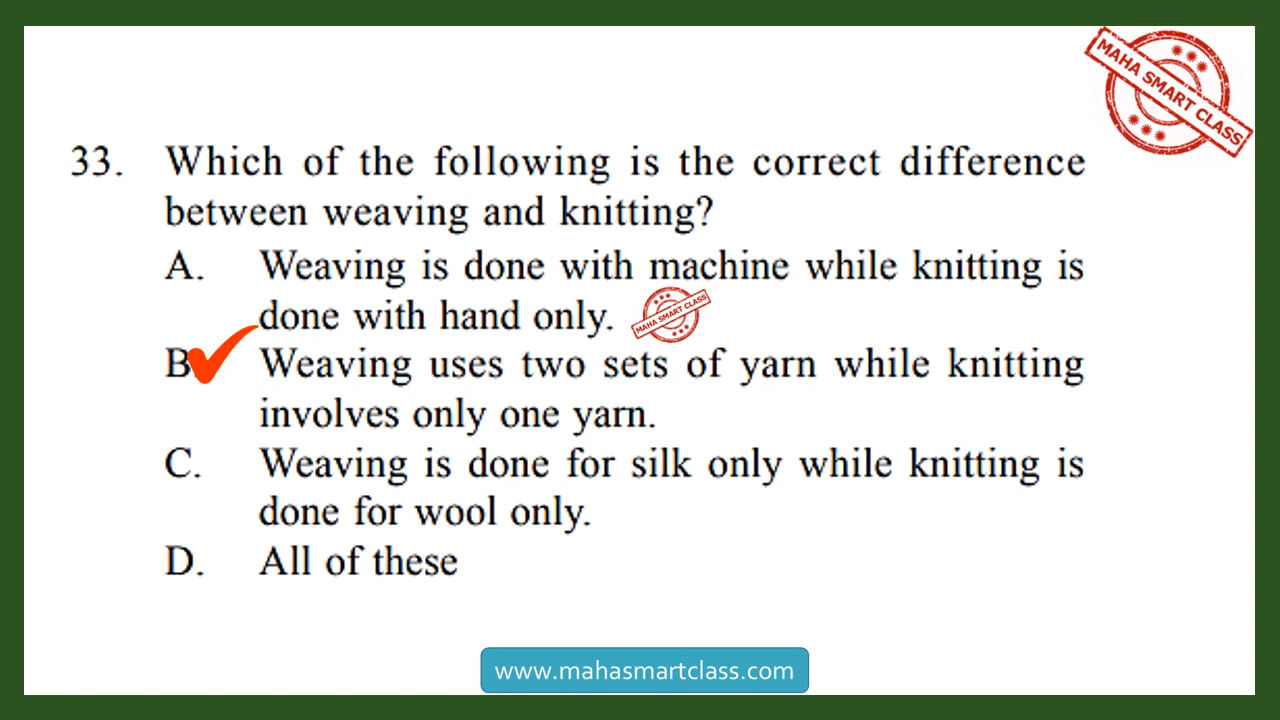 MAHA SMART CLASS
33. Which of the following is the correct difference
between weaving and knitting?
A. Weaving is done with machine while knitting is
done with hand only.
MAHA SMART CLASS
B Weaving uses two sets of yarn while knitting
involves only one yarn.
C. Weaving is done for silk only while knitting is
done for wool only.
D. All of these
www.mahasmartclass.com